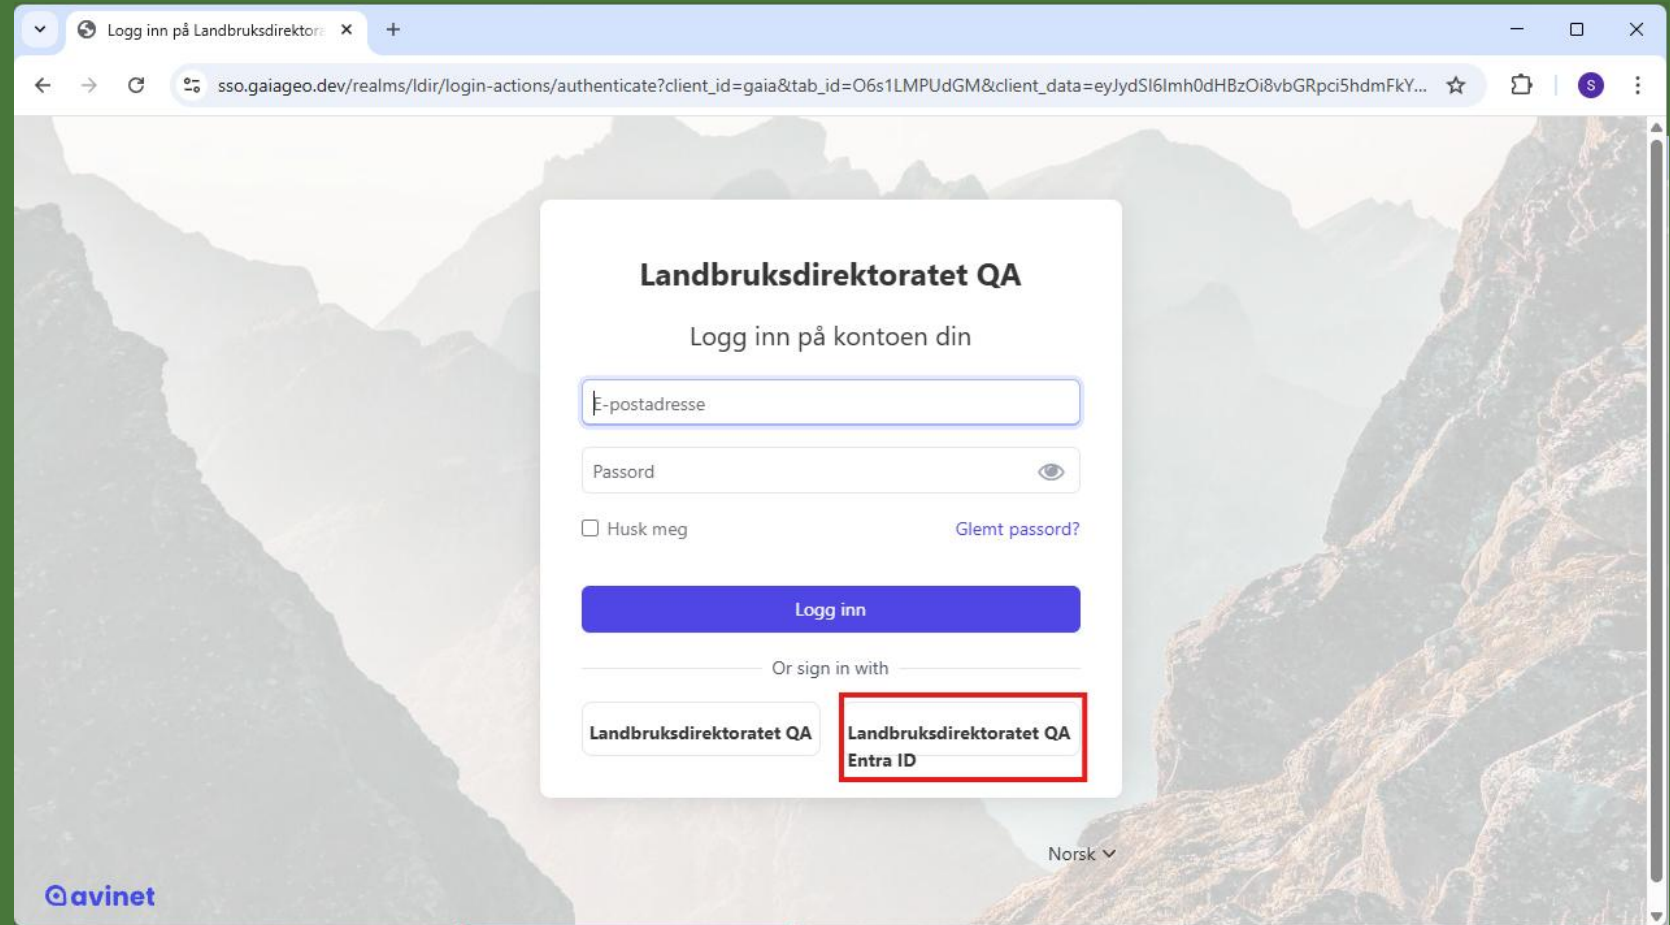 Logg inn på Landbruksdirektora
sso.gaiageo.dev/realms/ldir/login-actions/authenticate?client_id=gaia&tab_id=O6s1LMPUdGM&client_data=eyJydSI6Imh0dHBzOi8vbGRpci5hdmFkY...
S
Landbruksdirektoratet QA
Logg inn på kontoen din
E-postadresse
Passord
Husk meg
Glemt passord?
Logg inn
Or sign in with
Landbruksdirektoratet QA
Landbruksdirektoratet QA
Entra ID
Norsk
avinet